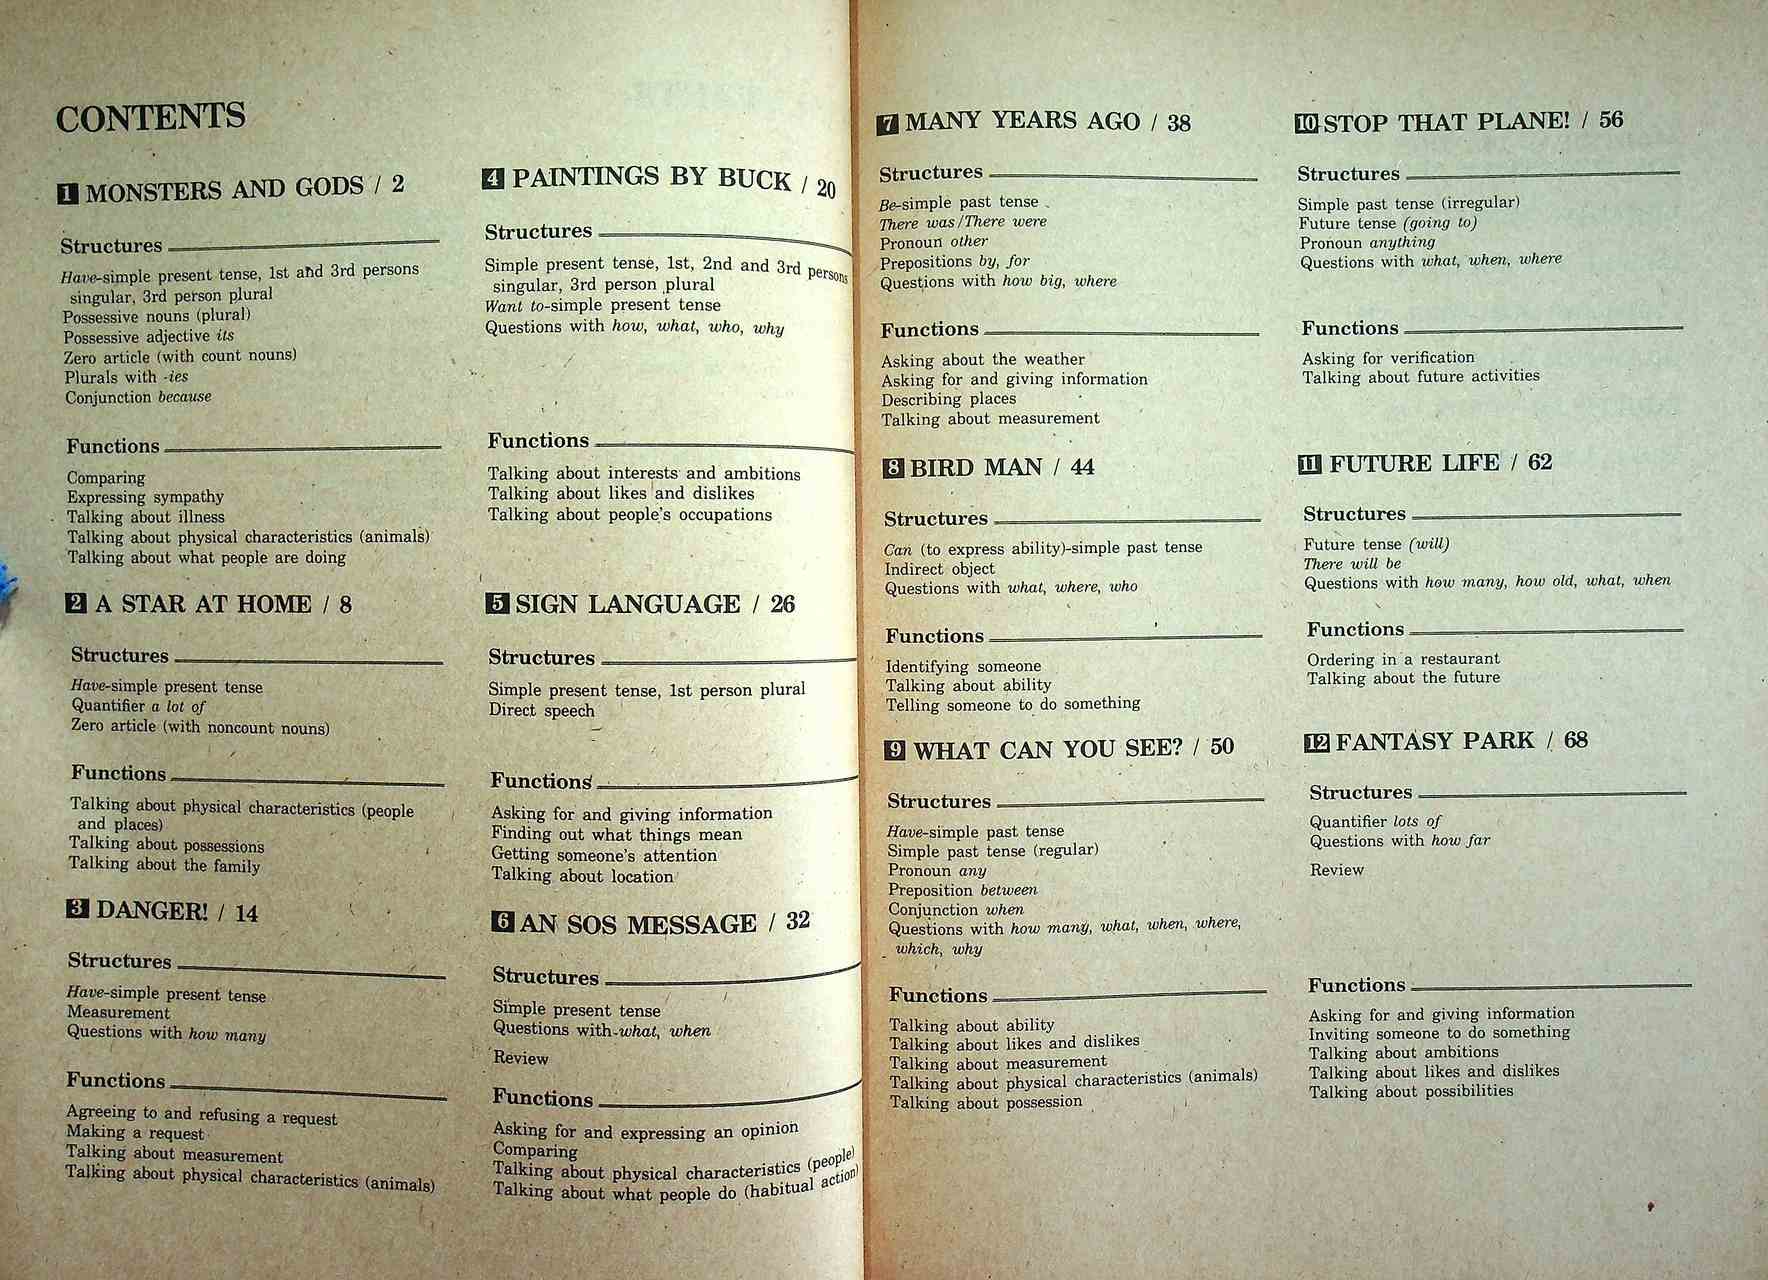 CONTENTS
1 MONSTERS AND GODS / 2
Structures
Have-simple present tense, 1st and 3rd persons
singular, 3rd person plural
Possessive nouns (plural)
Possessive adjective its
Zero article (with count nouns)
Plurals with -ies
Conjunction because
Functions
Comparing
Expressing sympathy
Talking about illness
Talking about physical characteristics (animals)
Talking about what people are doing
2 A STAR AT HOME / 8
Structures
Have-simple present tense
Quantifier a lot of
Zero article (with noncount nouns)
Functions
Talking about physical characteristics (people
and places)
Talking about possessions
Talking about the family
3 DANGER! / 14
Structures
Have-simple present tense
Measurement
Questions with how many
Functions
Agreeing to and refusing a request
Making a request
Talking about measurement
Talking about physical characteristics (animals)
4 PAINTINGS BY BUCK / 20
Structures
Simple present tense, 1st, 2nd and 3rd persons
singular, 3rd person plural
Want to-simple present tense
Questions with how, what, who, why
Functions
Talking about interests and ambitions
Talking about likes and dislikes
Talking about people's occupations
5 SIGN LANGUAGE / 26
Structures
Simple present tense, 1st person plural
Direct speech
Functions
Asking for and giving information
Finding out what things mean
Getting someone's attention
Talking about location
6 AN SOS MESSAGE / 32
Structures
Simple present tense
Questions with what, when
Review
Functions
Asking for and expressing an opinion
Comparing
Talking about physical characteristics (people)
Talking about what people do (habitual action)
7 MANY YEARS AGO / 38
Structures
Be-simple past tense
There was/There were
Pronoun other
Prepositions by, for
Questions with how big, where
Functions
Asking about the weather
Asking for and giving information
Describing places
Talking about measurement
8 BIRD MAN / 44
Structures
Can (to express ability)-simple past tense
Indirect object
Questions with what, where, who
Functions
Identifying someone
Talking about ability
Telling someone to do something
9 WHAT CAN YOU SEE? / 50
Structures
Have-simple past tense
Simple past tense (regular)
Pronoun any
Preposition between
Conjunction when
Questions with how many, what, when, where,
which, why
Functions
Talking about ability
Talking about likes and dislikes
Talking about measurement
Talking about physical characteristics (animals)
Talking about possession
10 STOP THAT PLANE! / 56
Structures
Simple past tense (irregular)
Future tense (going to)
Pronoun anything
Questions with what, when, where
Functions
Asking for verification
Talking about future activities
11 FUTURE LIFE / 62
Structures
Future tense (will)
There will be
Questions with how many, how old, what, when
Functions
Ordering in a restaurant
Talking about the future
12 FANTASY PARK / 68
Structures
Quantifier lots of
Questions with how far
Review
Functions
Asking for and giving information
Inviting someone to do something
Talking about ambitions
Talking about likes and dislikes
Talking about possibilities